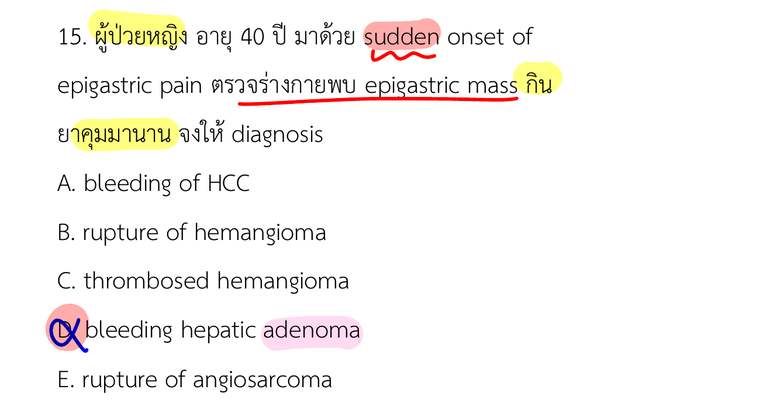 15. ผู้ป่วยหญิง อายุ 40 ปี มาด้วย sudden onset of
epigastric pain ตรวจร่างกายพบ epigastric mass กิน
ยาคุมมานาน จงให้ diagnosis
A. bleeding of HCC
B. rupture of hemangioma
C. thrombosed hemangioma
D. bleeding hepatic adenoma
E. rupture of angiosarcoma